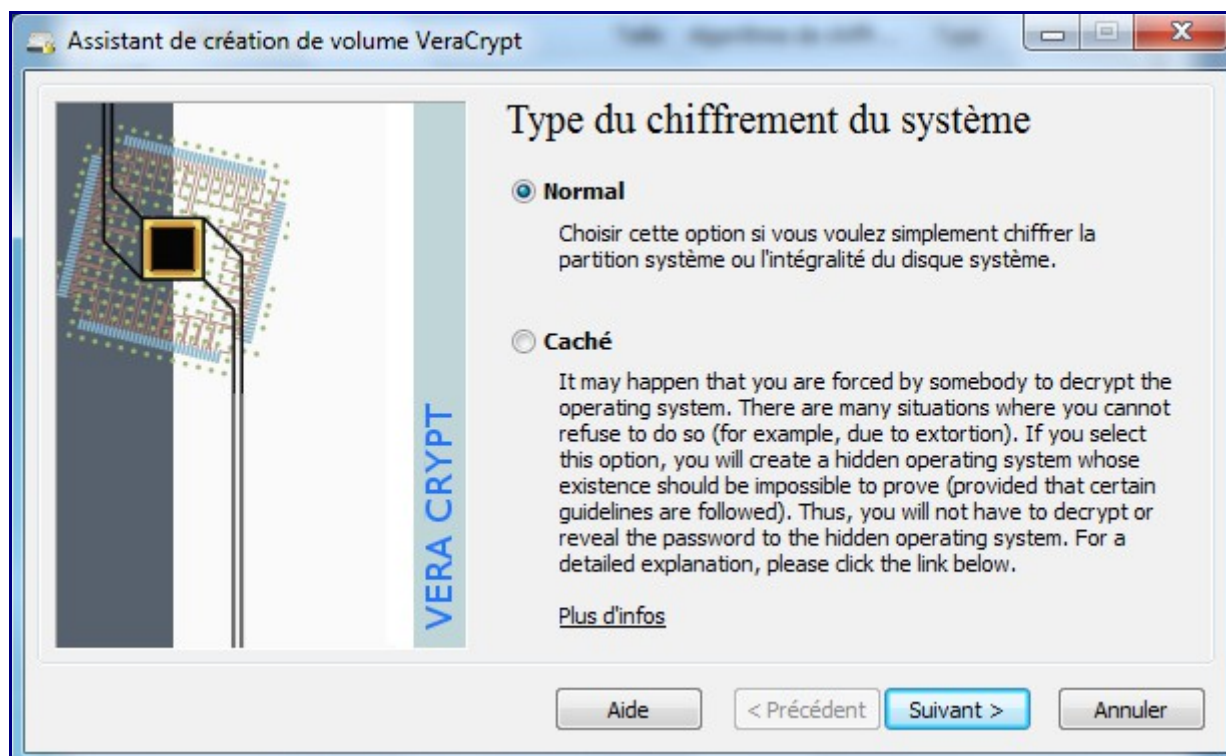 Assistant de création de volume VeraCrypt
Type du chiffrement du système
Normal
Choisir cette option si vous voulez simplement chiffrer la
partition système ou l'intégralité du disque système.
Caché
It may happen that you are forced by somebody to decrypt the
operating system. There are many situations where you cannot
refuse to do so (for example, due to extortion). If you select
this option, you will create a hidden operating system whose
existence should be impossible to prove (provided that certain
guidelines are followed). Thus, you will not have to decrypt or
reveal the password to the hidden operating system. For a
detailed explanation, please click the link below.
Plus d'infos
VERA CRYPT
Aide
< Précédent
Suivant >
Annuler